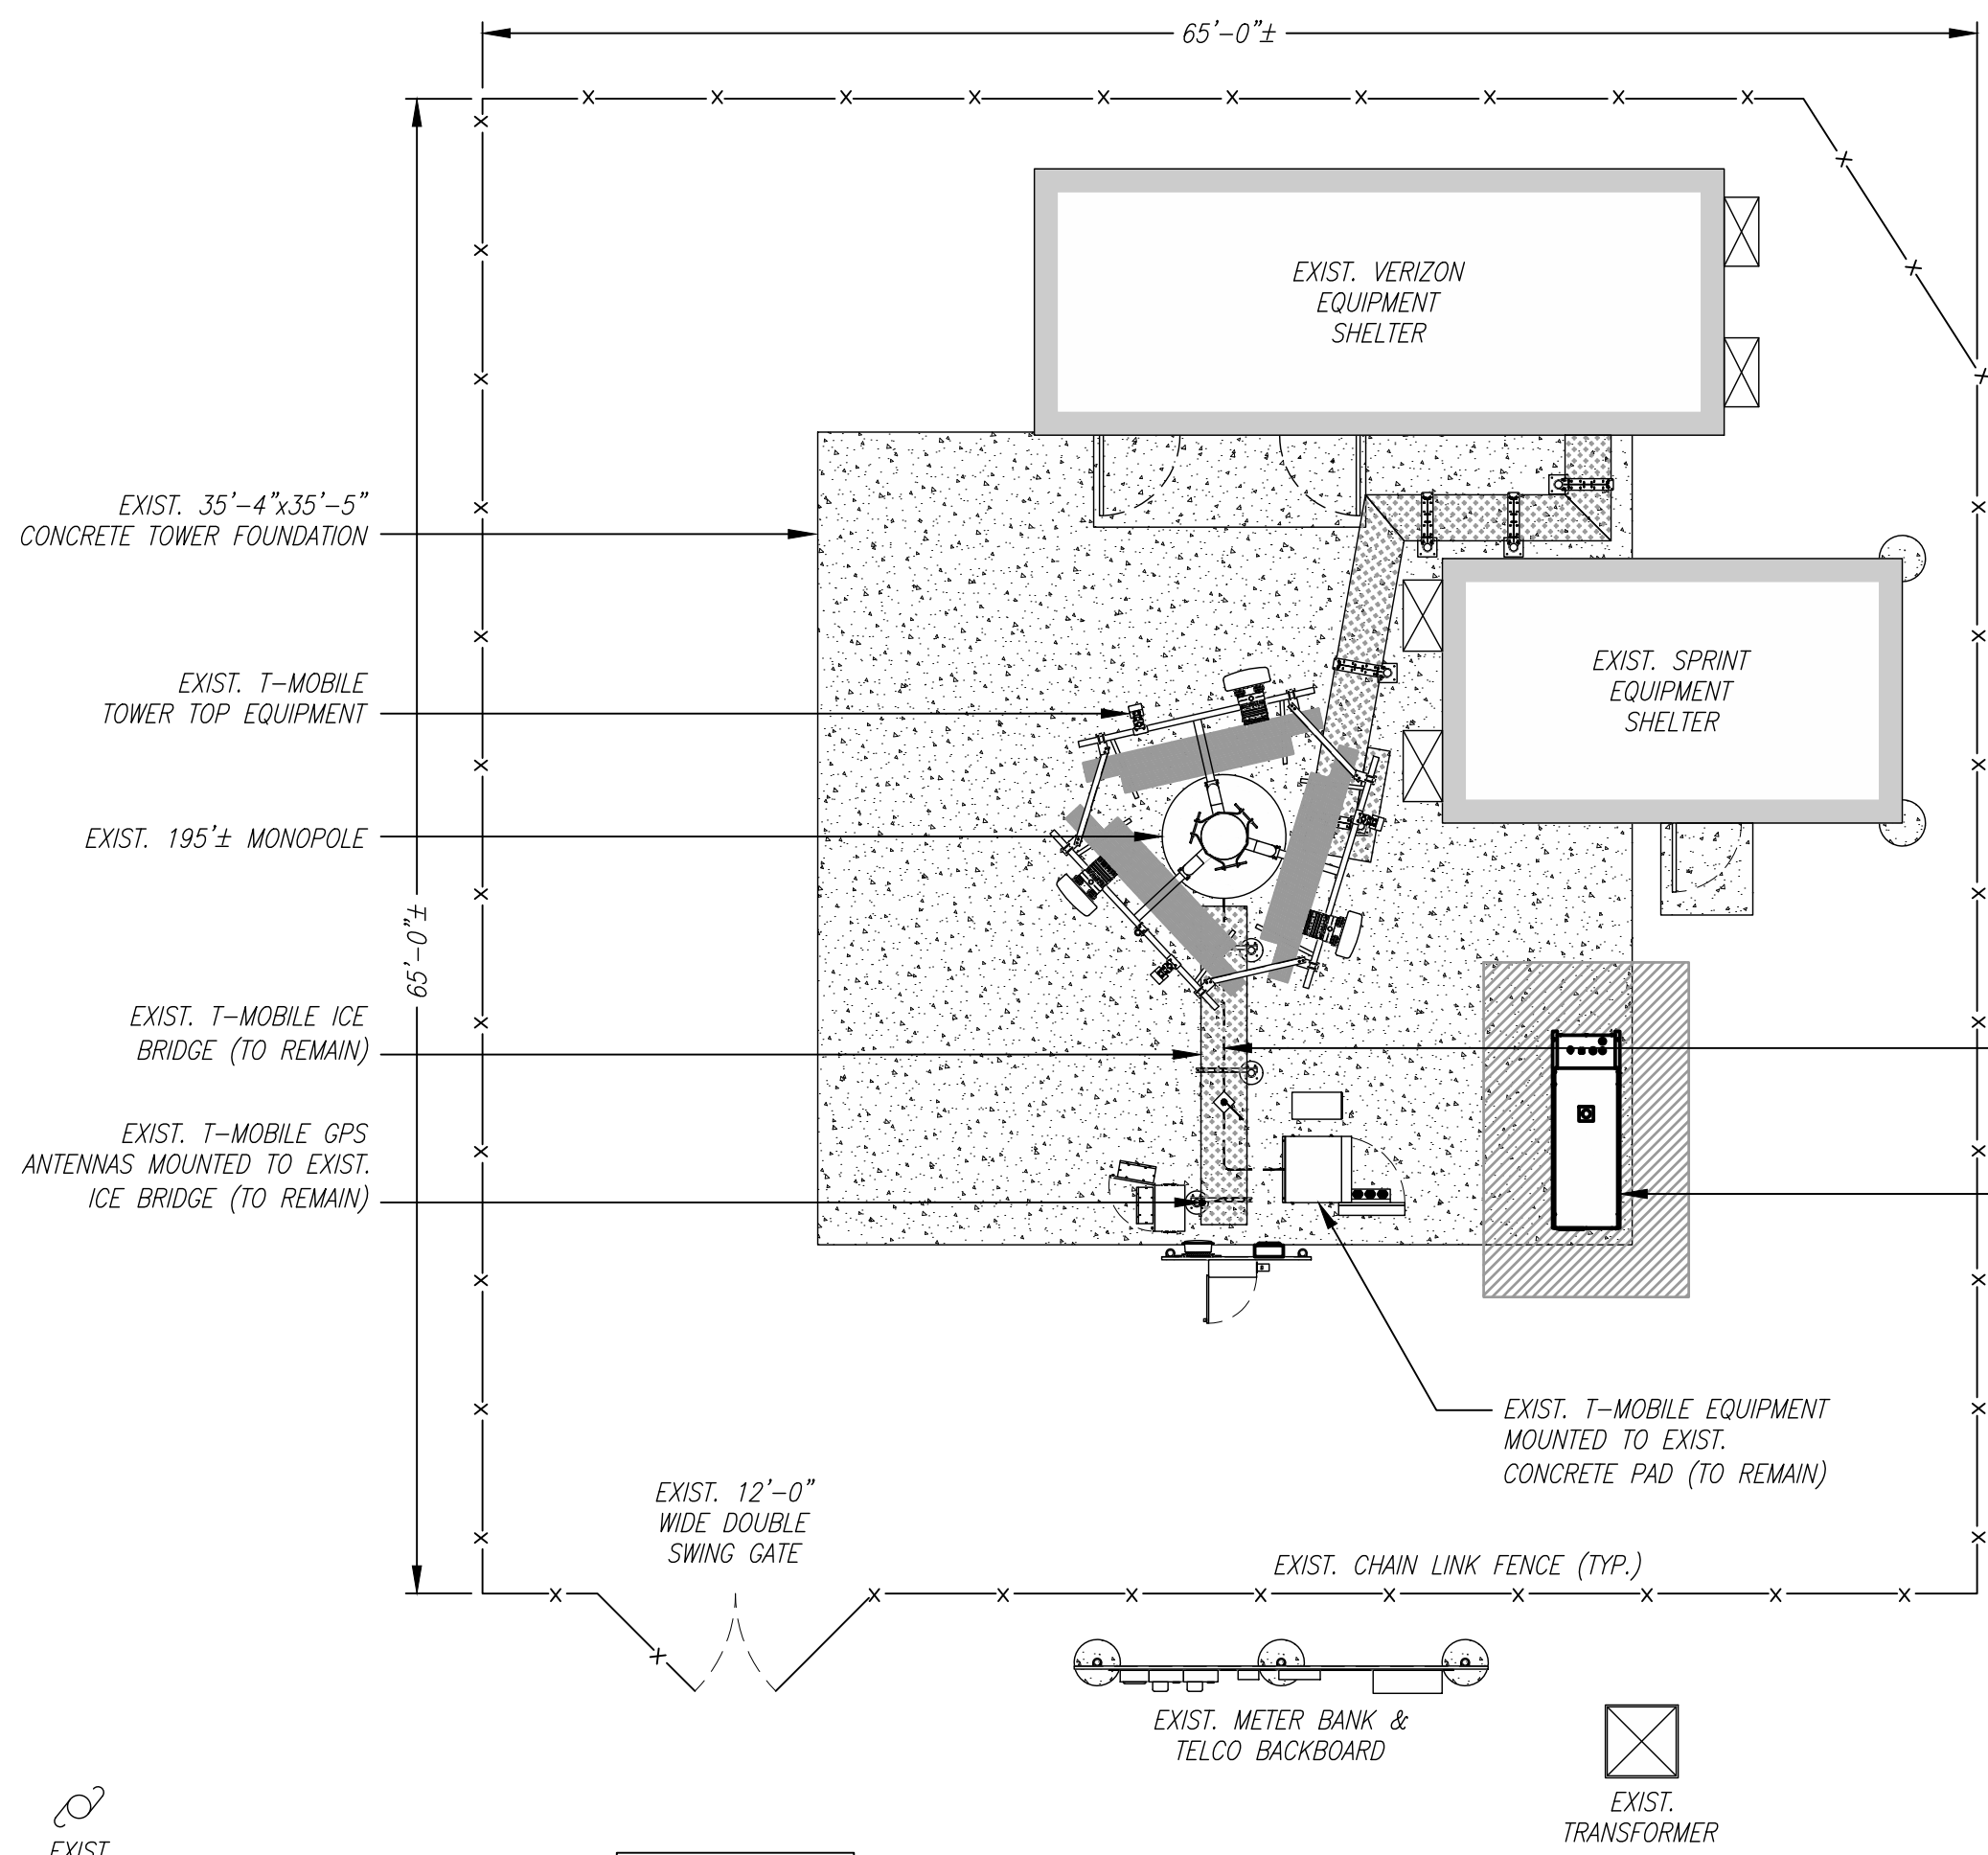 65'-0"±
EXIST. VERIZON
EQUIPMENT
SHELTER
EXIST. 35'-4"x35'-5"
CONCRETE TOWER FOUNDATION
EXIST. SPRINT
EQUIPMENT
SHELTER
EXIST. T-MOBILE
TOWER TOP EQUIPMENT
EXIST. 195'± MONOPOLE
65'-0"±
EXIST. T-MOBILE ICE
BRIDGE (TO REMAIN)
EXIST. T-MOBILE GPS
ANTENNAS MOUNTED TO EXIST.
ICE BRIDGE (TO REMAIN)
EXIST. T-MOBILE EQUIPMENT
MOUNTED TO EXIST.
CONCRETE PAD (TO REMAIN)
EXIST. 12'-0"
WIDE DOUBLE
SWING GATE
EXIST. CHAIN LINK FENCE (TYP.)
EXIST. METER BANK &
TELCO BACKBOARD
EXIST.
TRANSFORMER
EXIST